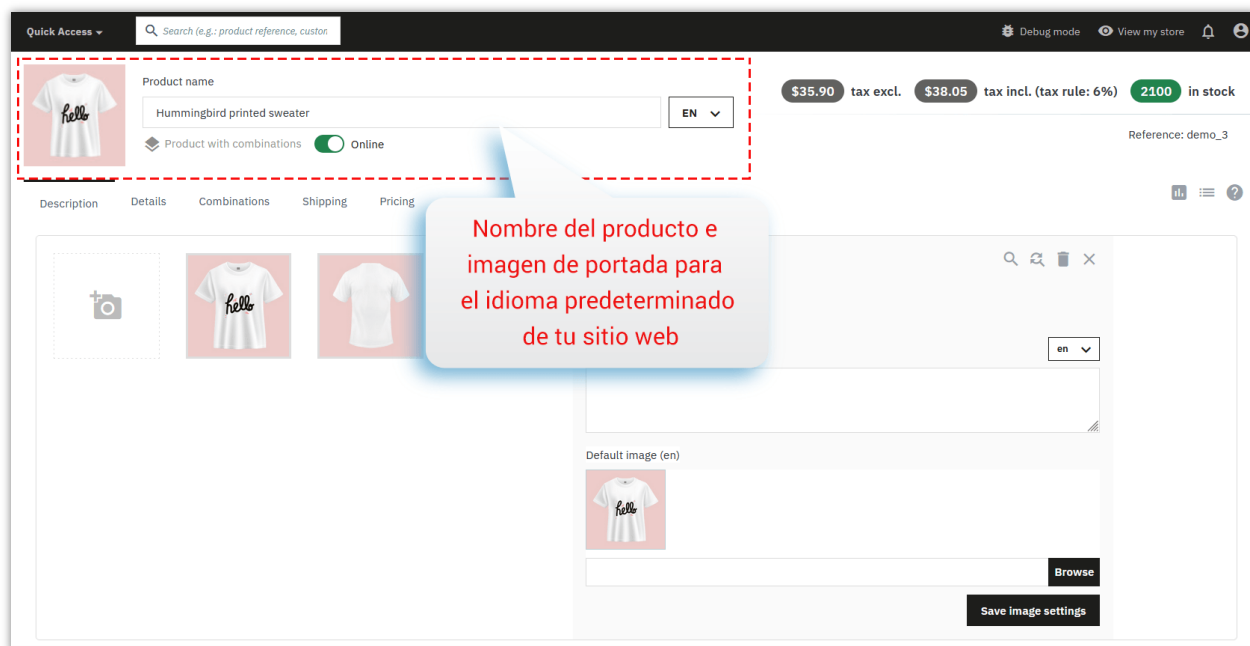 Quick Access
Search (e.g.: product reference, custon
Debug mode
View my store
Product name
hello
Hummingbird printed sweater
EN
Product with combinations
Online
$35.90 tax excl. $38.05 tax incl. (tax rule: 6%) 2100 in stock
Reference: demo_3
Description
Details
Combinations
Shipping
Pricing
Nombre del producto e
imagen de portada para
el idioma predeterminado
de tu sitio web
hello
en
Default image (en)
hello
Browse
Save image settings